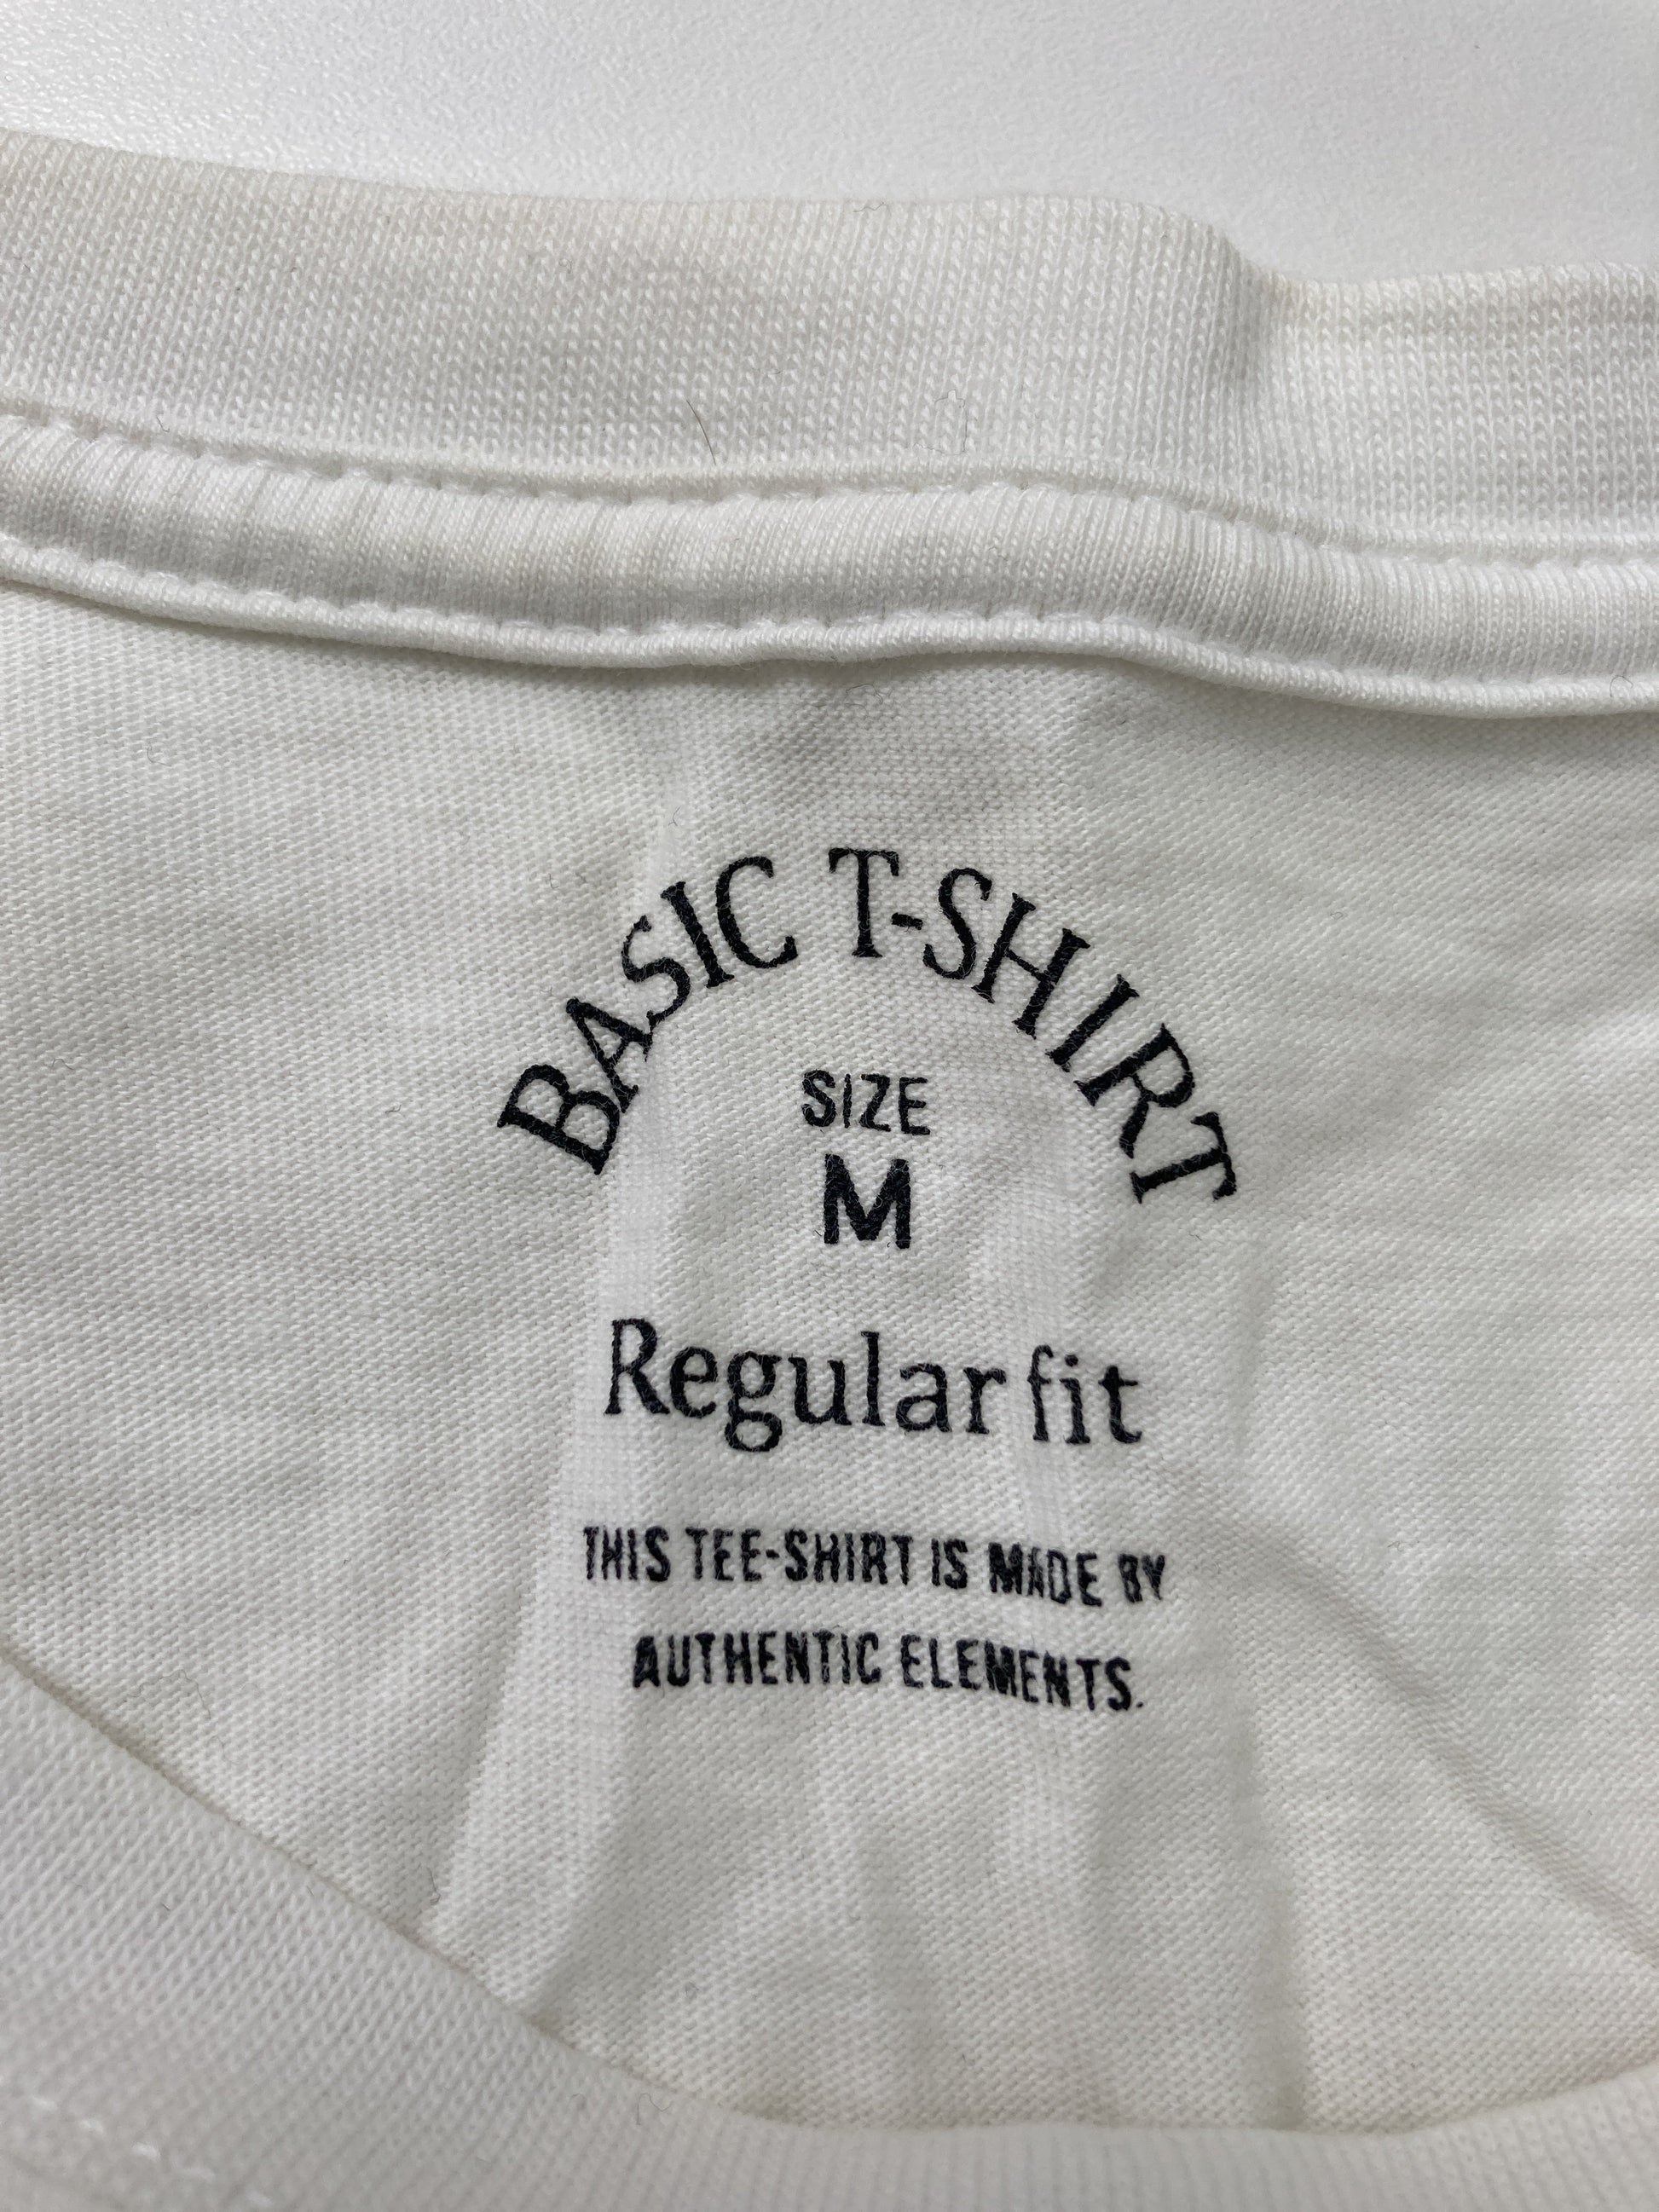 BASIC T-SHIRT
SIZE
M
Regular fit
THIS TEE-SHIRT IS MADE BY
AUTHENTIC ELEMENTS.